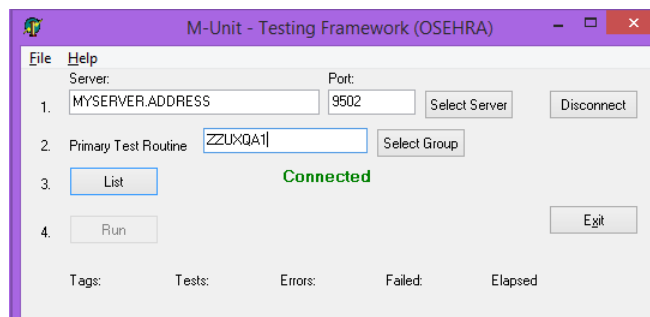 M-Unit - Testing Framework (OSEHRA)
File Help
Server: Port:
1. MYSERVER.ADDRESS 9502 Select Server Disconnect
2. Primary Test Routine ZZUXQA1 Select Group
3. List Connected
Exit
4. Run
Tags: Tests: Errors: Failed: Elapsed